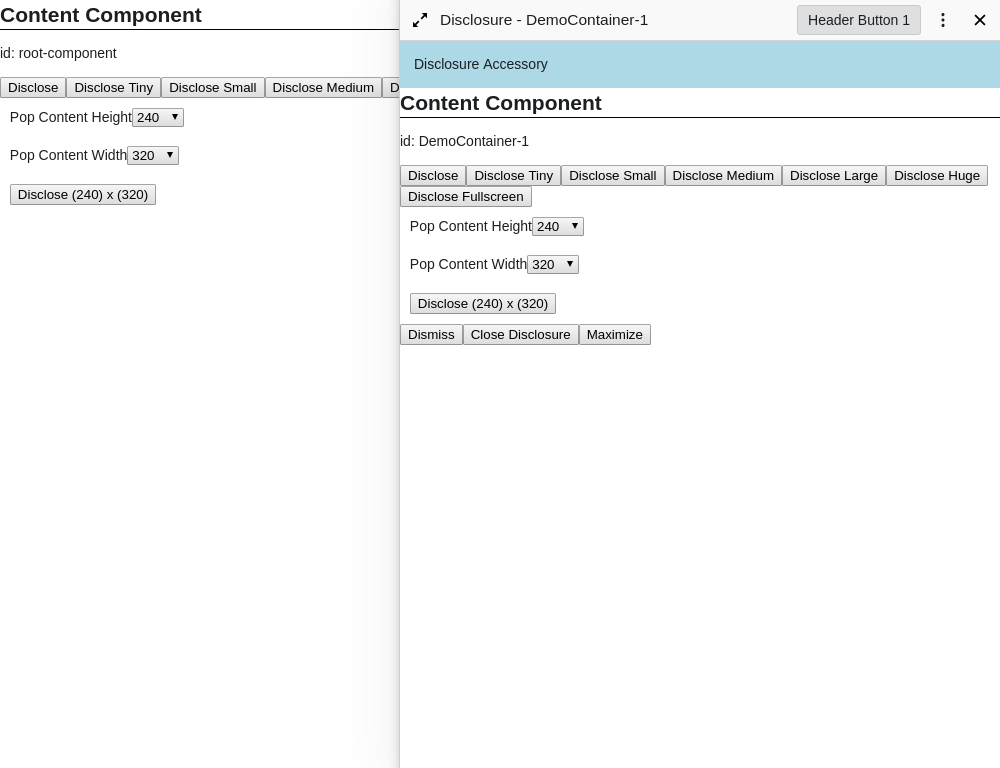 Content Component
id: root-component
Disclose Disclose Tiny Disclose Small Disclose Medium D
Pop Content Height 240
Pop Content Width 320
Disclose (240) x (320)
Disclosure - DemoContainer-1 Header Button 1
Disclosure Accessory
Content Component
id: DemoContainer-1
Disclose Disclose Tiny Disclose Small Disclose Medium Disclose Large Disclose Huge
Disclose Fullscreen
Pop Content Height 240
Pop Content Width 320
Disclose (240) x (320)
Dismiss Close Disclosure Maximize